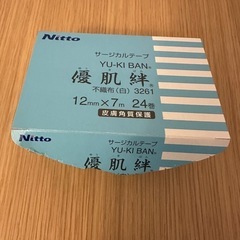 Nitto
サージカルテープ
YU-KI BAN®
優肌絆®
不織布(白) 3261
12mm×7m 24巻
皮膚角質保護
Nitto
サージカルテープ
YU-KI BAN®
優肌絆